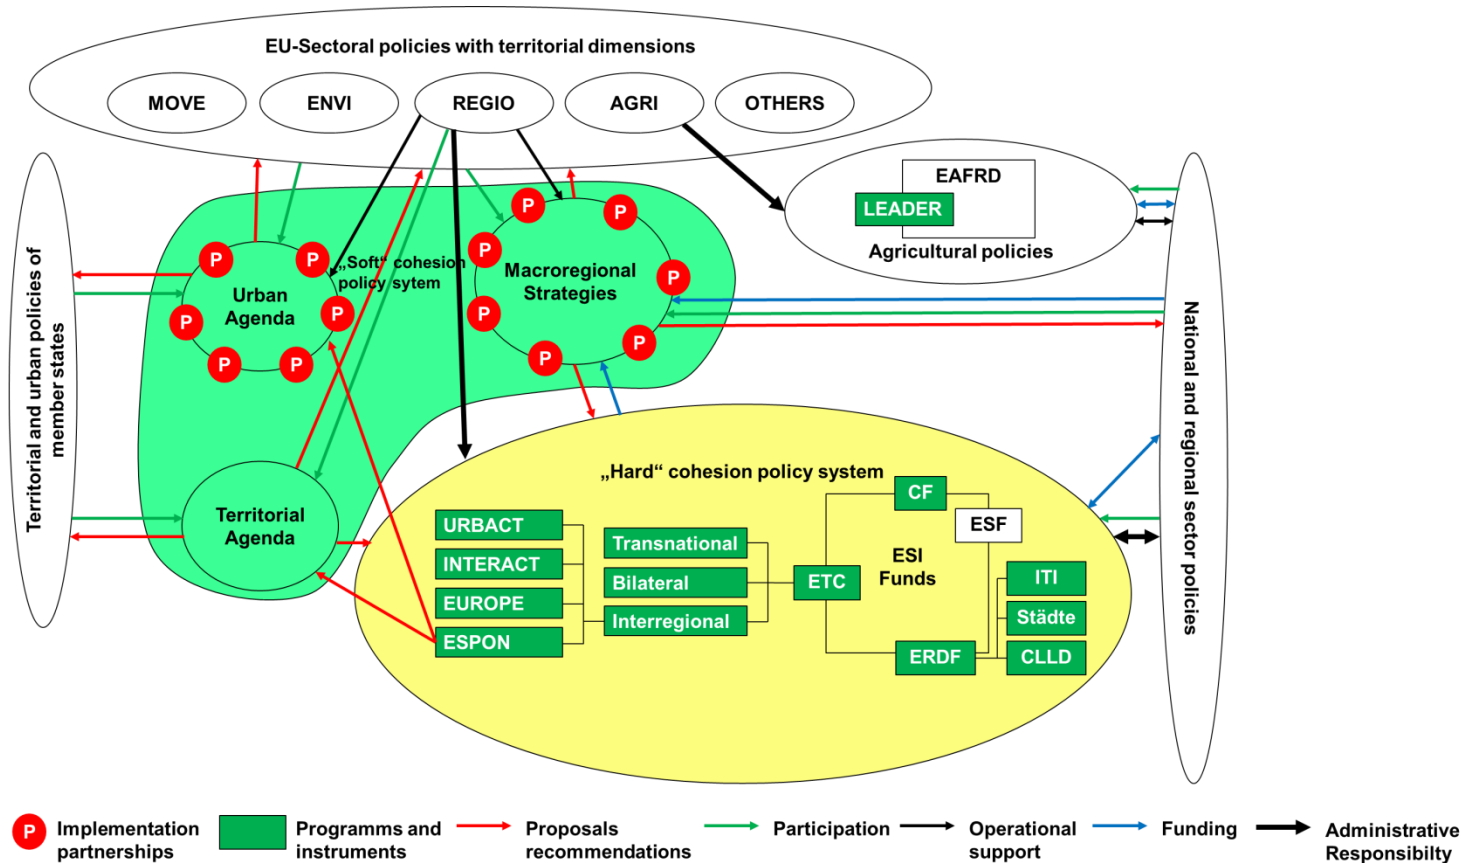 EU-Sectoral policies with territorial dimensions
MOVE
ENVI
REGIO
AGRI
OTHERS
EAFRD
LEADER
Agricultural policies
Territorial and urban policies of
member states
National and regional sector policies
P
P
P
P
P
P
P
Urban
Agenda
„Soft“ cohesion
policy sytem
P
P
P
P
P
P
P
P
Macroregional
Strategies
Territorial
Agenda
„Hard“ cohesion policy system
URBACT
INTERACT
EUROPE
ESPON
Transnational
Bilateral
Interregional
ETC
CF
ESF
ESI
Funds
ERDF
ITI
Städte
CLLD
P
Implementation
partnerships
Programms and
instruments
Proposals
recommendations
Participation
Operational
support
Funding
Administrative
Responsibilty